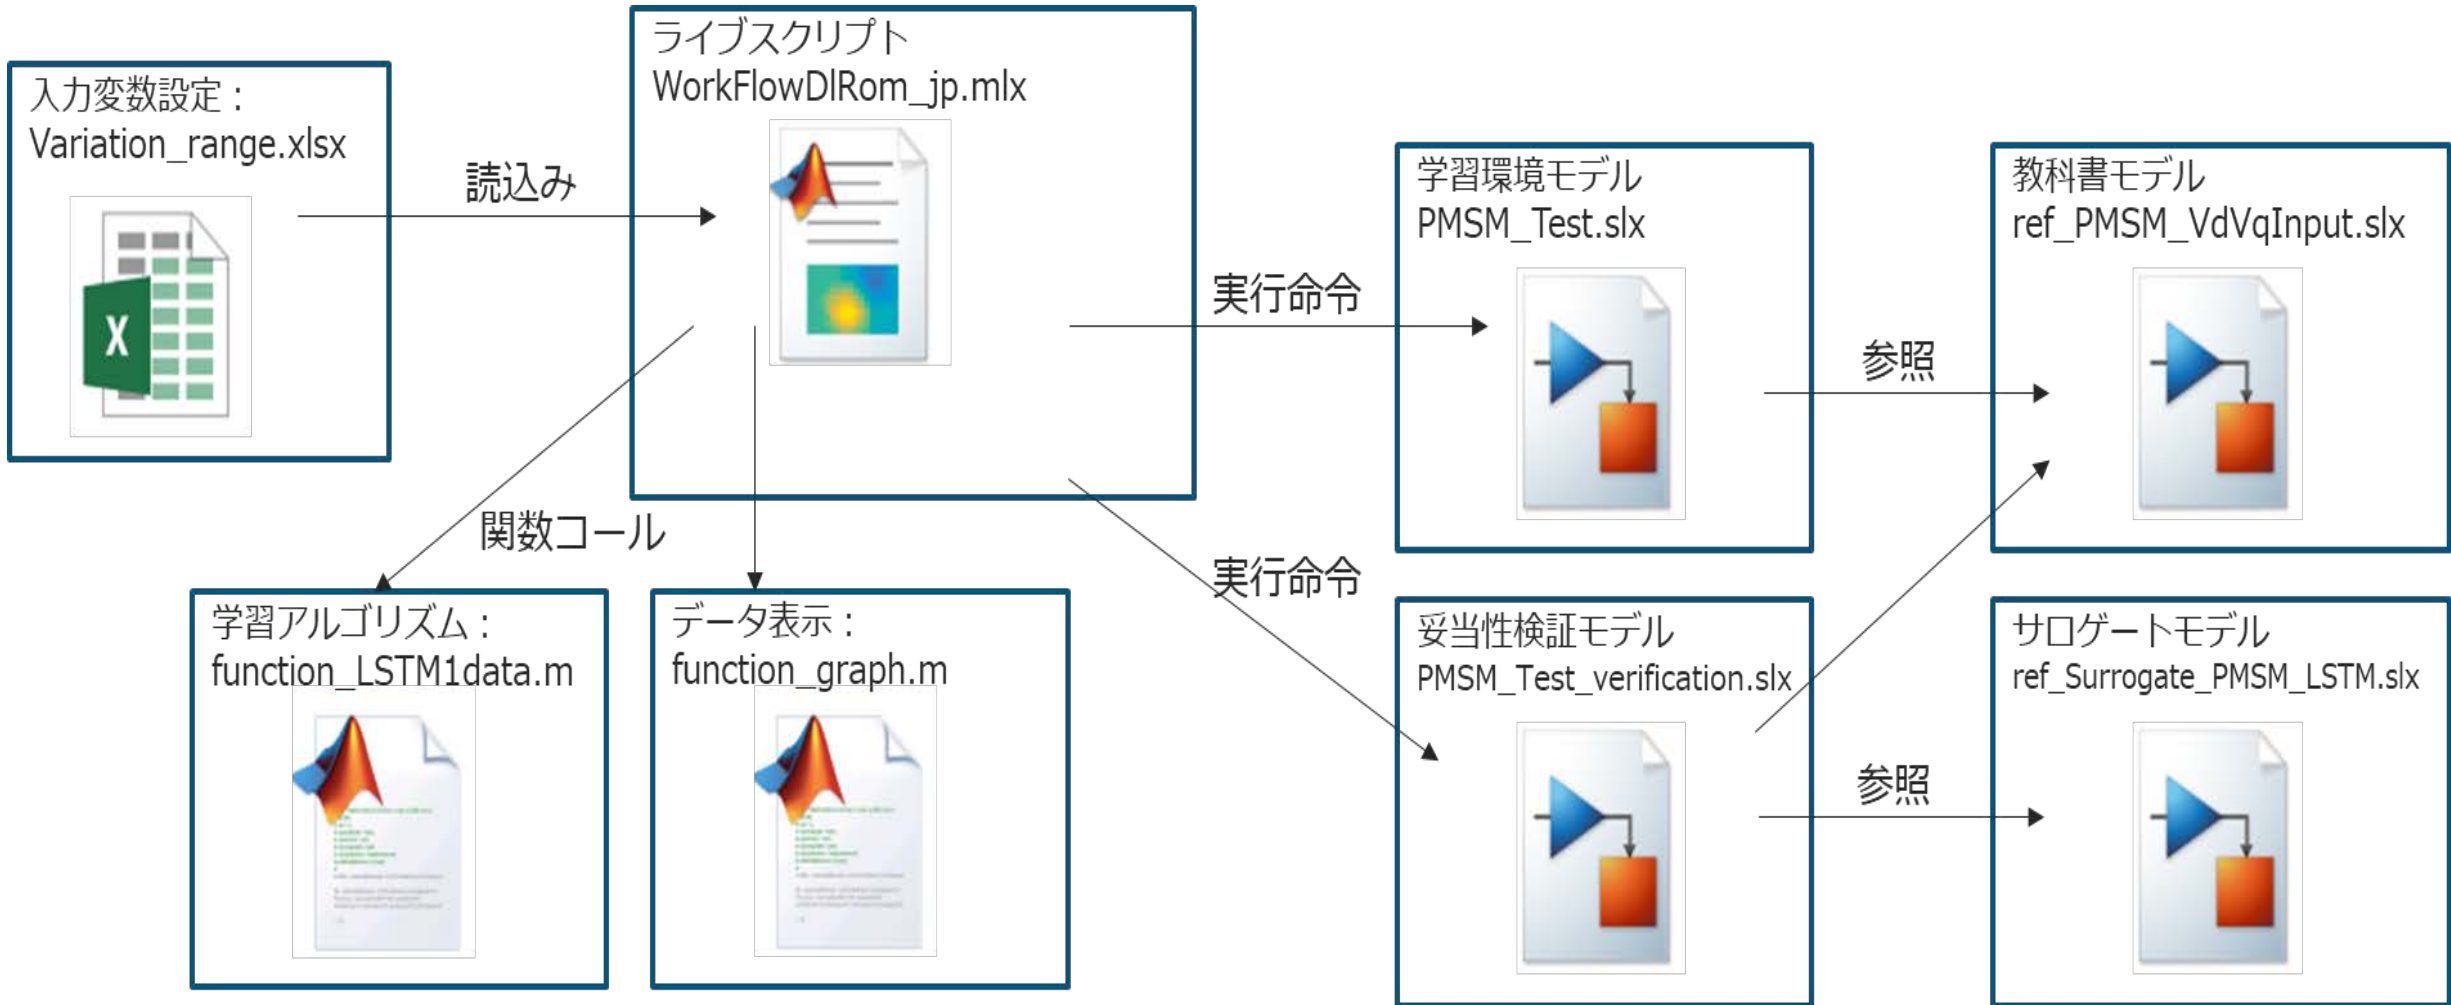 入力変数設定：
Variation_range.xlsx
読込み
ライブスクリプト
WorkFlowDlRom_jp.mlx
実行命令
学習環境モデル
PMSM_Test.slx
参照
教科書モデル
ref_PMSM_VdVqInput.slx
関数コール
実行命令
学習アルゴリズム：
function_LSTM1data.m
データ表示：
function_graph.m
妥当性検証モデル
PMSM_Test_verification.slx
参照
サロゲートモデル
ref_Surrogate_PMSM_LSTM.slx
X